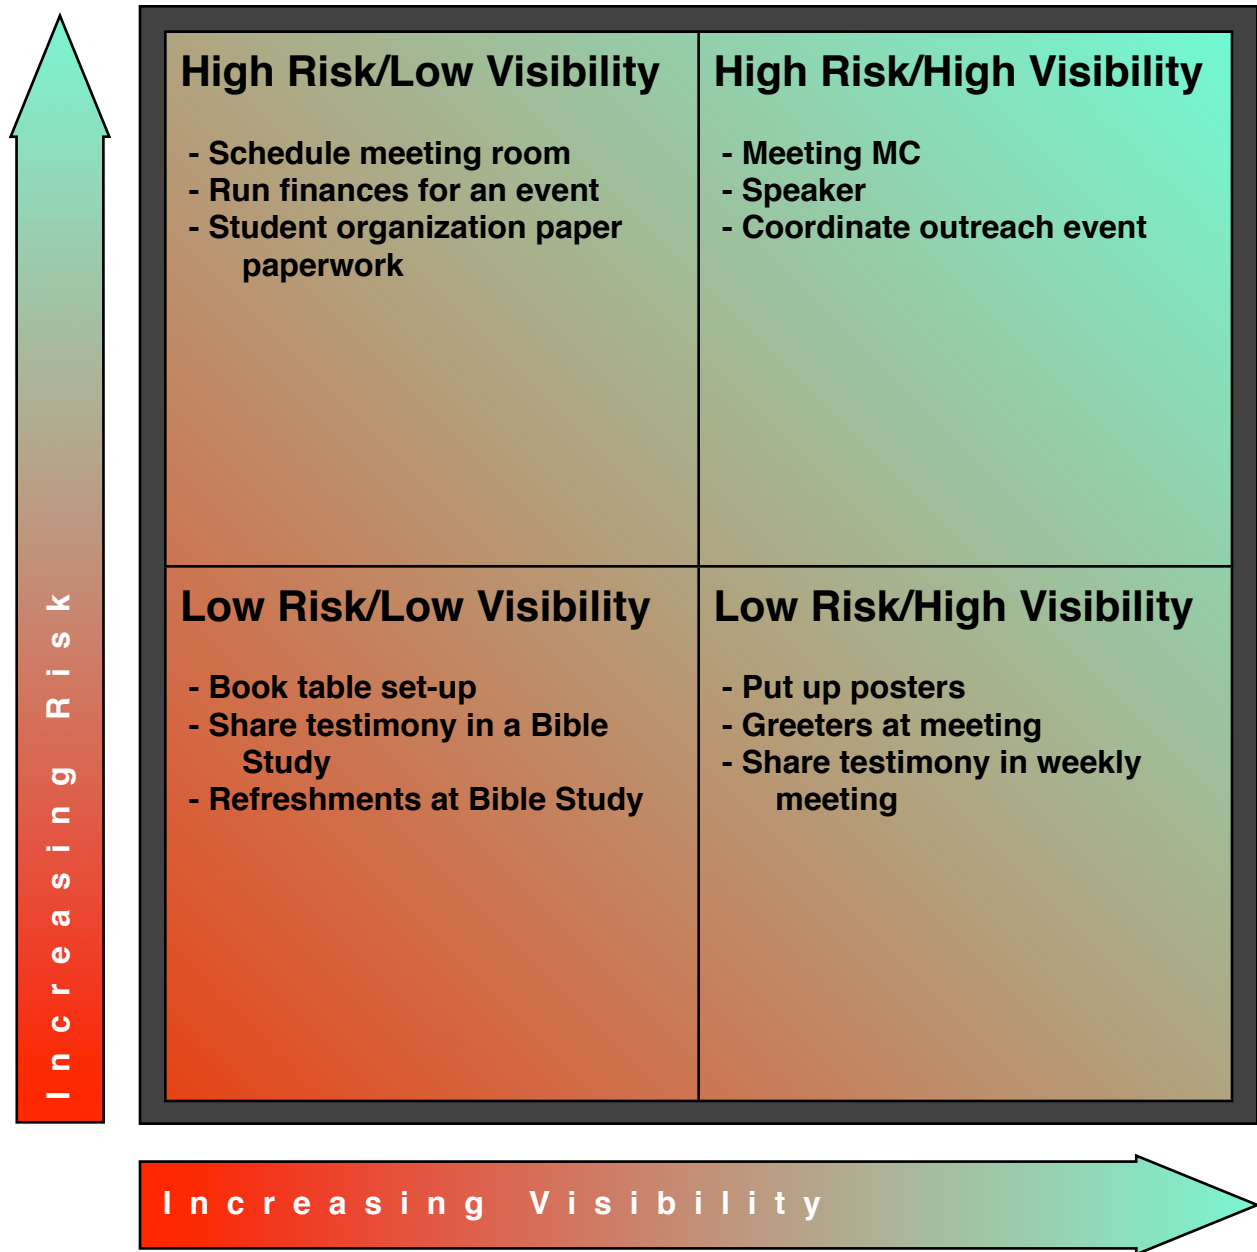 High Risk/Low Visibility
- Schedule meeting room
- Run finances for an event
- Student organization paper
paperwork
High Risk/High Visibility
- Meeting MC
- Speaker
- Coordinate outreach event
Low Risk/Low Visibility
- Book table set-up
- Share testimony in a Bible
Study
- Refreshments at Bible Study
Low Risk/High Visibility
- Put up posters
- Greeters at meeting
- Share testimony in weekly
meeting
Increasing Risk
Increasing Visibility